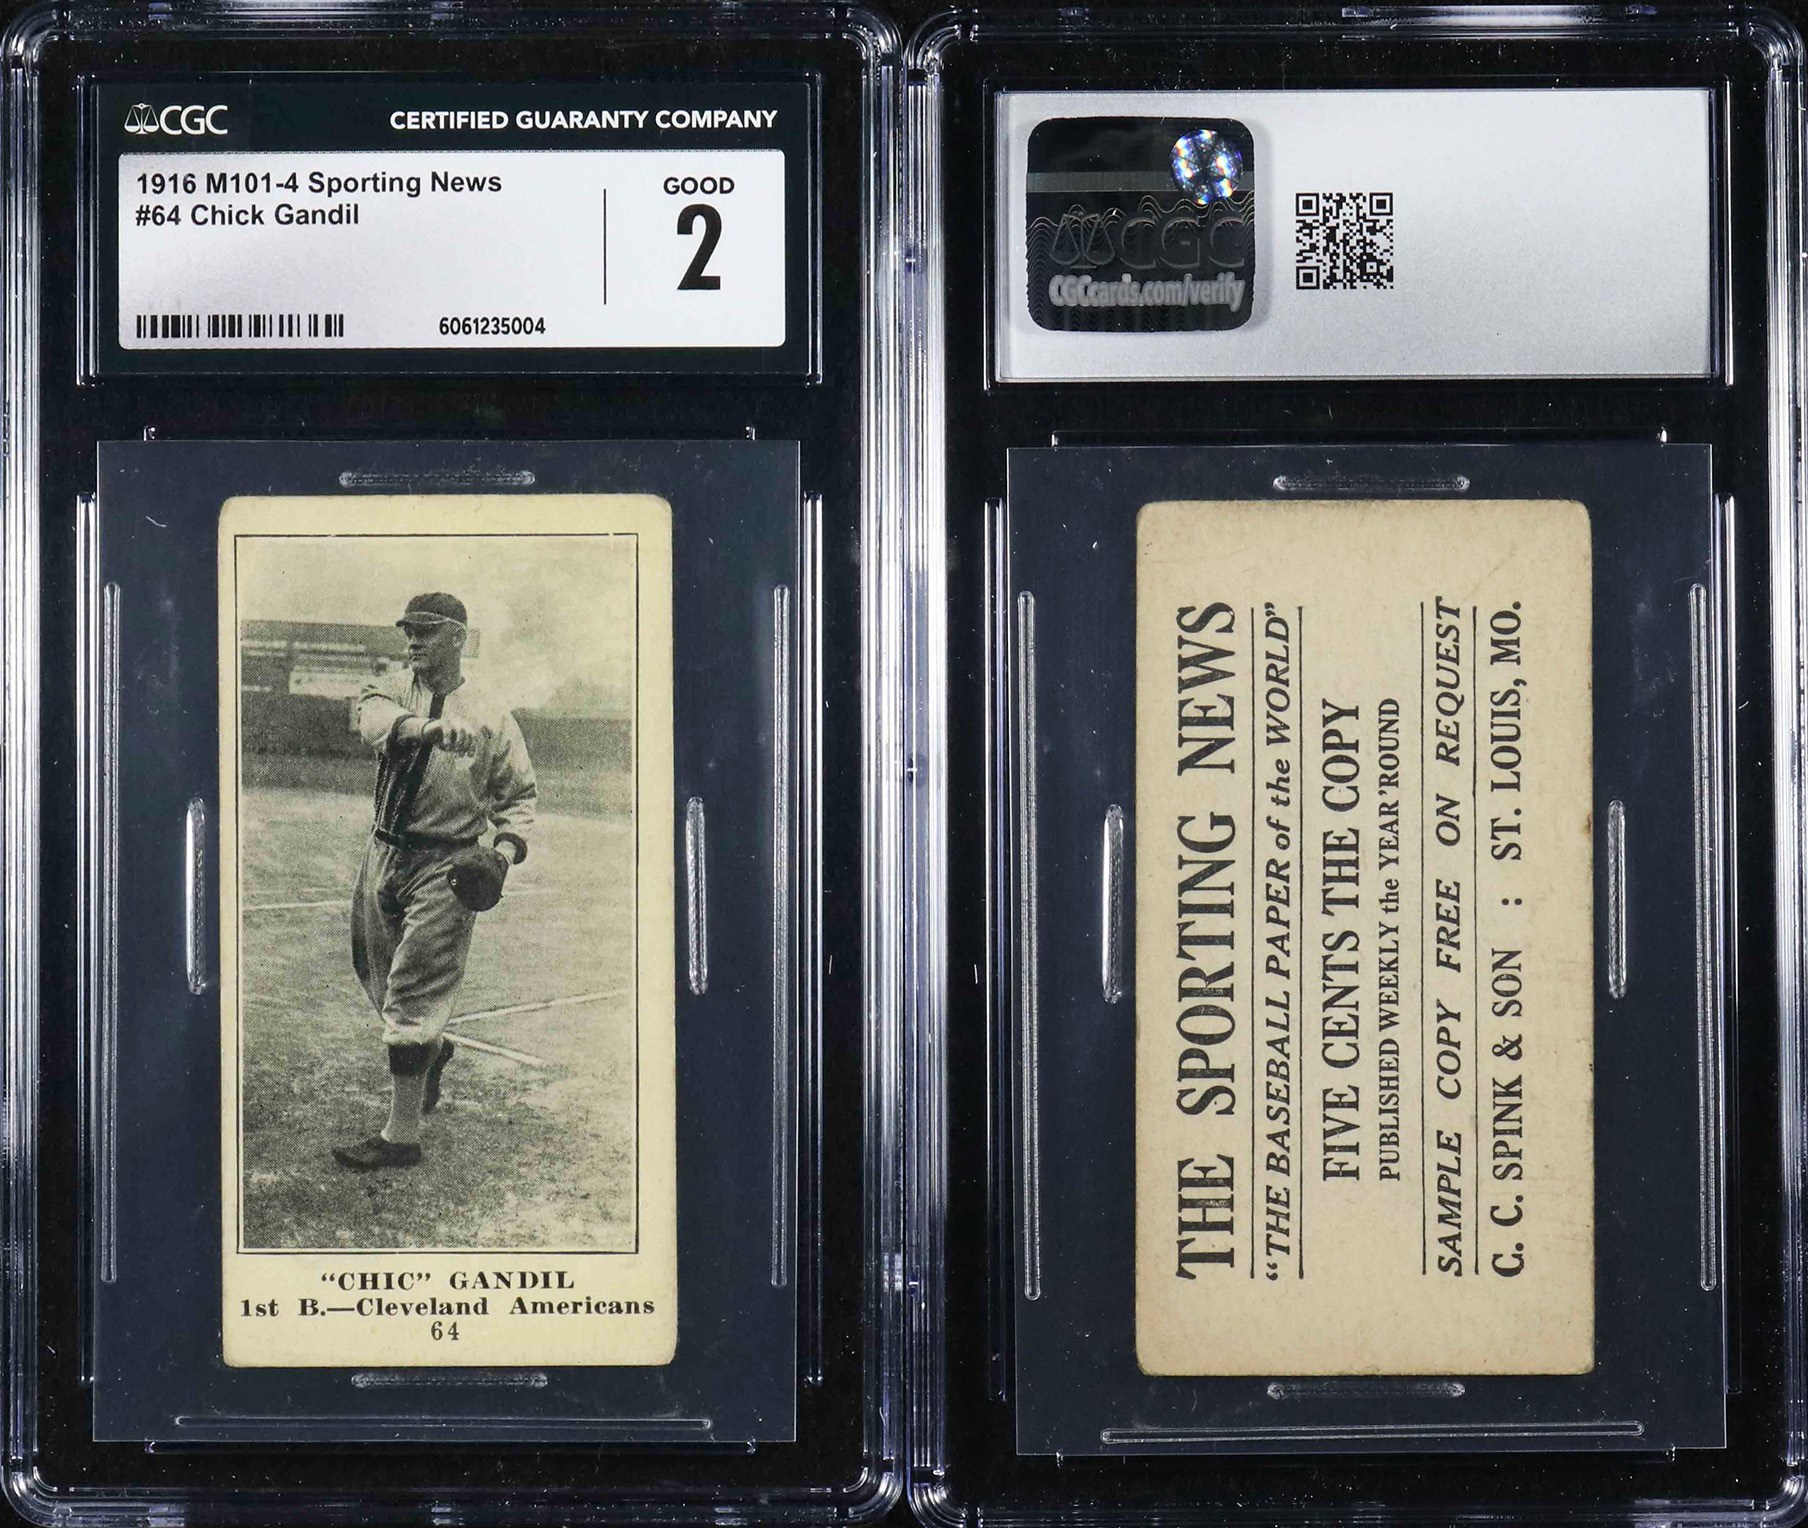 CGC
CERTIFIED GUARANTY COMPANY
1916 M101-4 Sporting News
#64 Chick Gandil
GOOD
2
6061235004
"CHIC" GANDIL
1st B.—Cleveland Americans
64
CGC
CGCcards.com/verify
THE SPORTING NEWS
"THE BASEBALL PAPER of the WORLD"
FIVE CENTS THE COPY
PUBLISHED WEEKLY the YEAR 'ROUND
SAMPLE COPY FREE ON REQUEST
C. C. SPINK & SON : ST. LOUIS, MO.